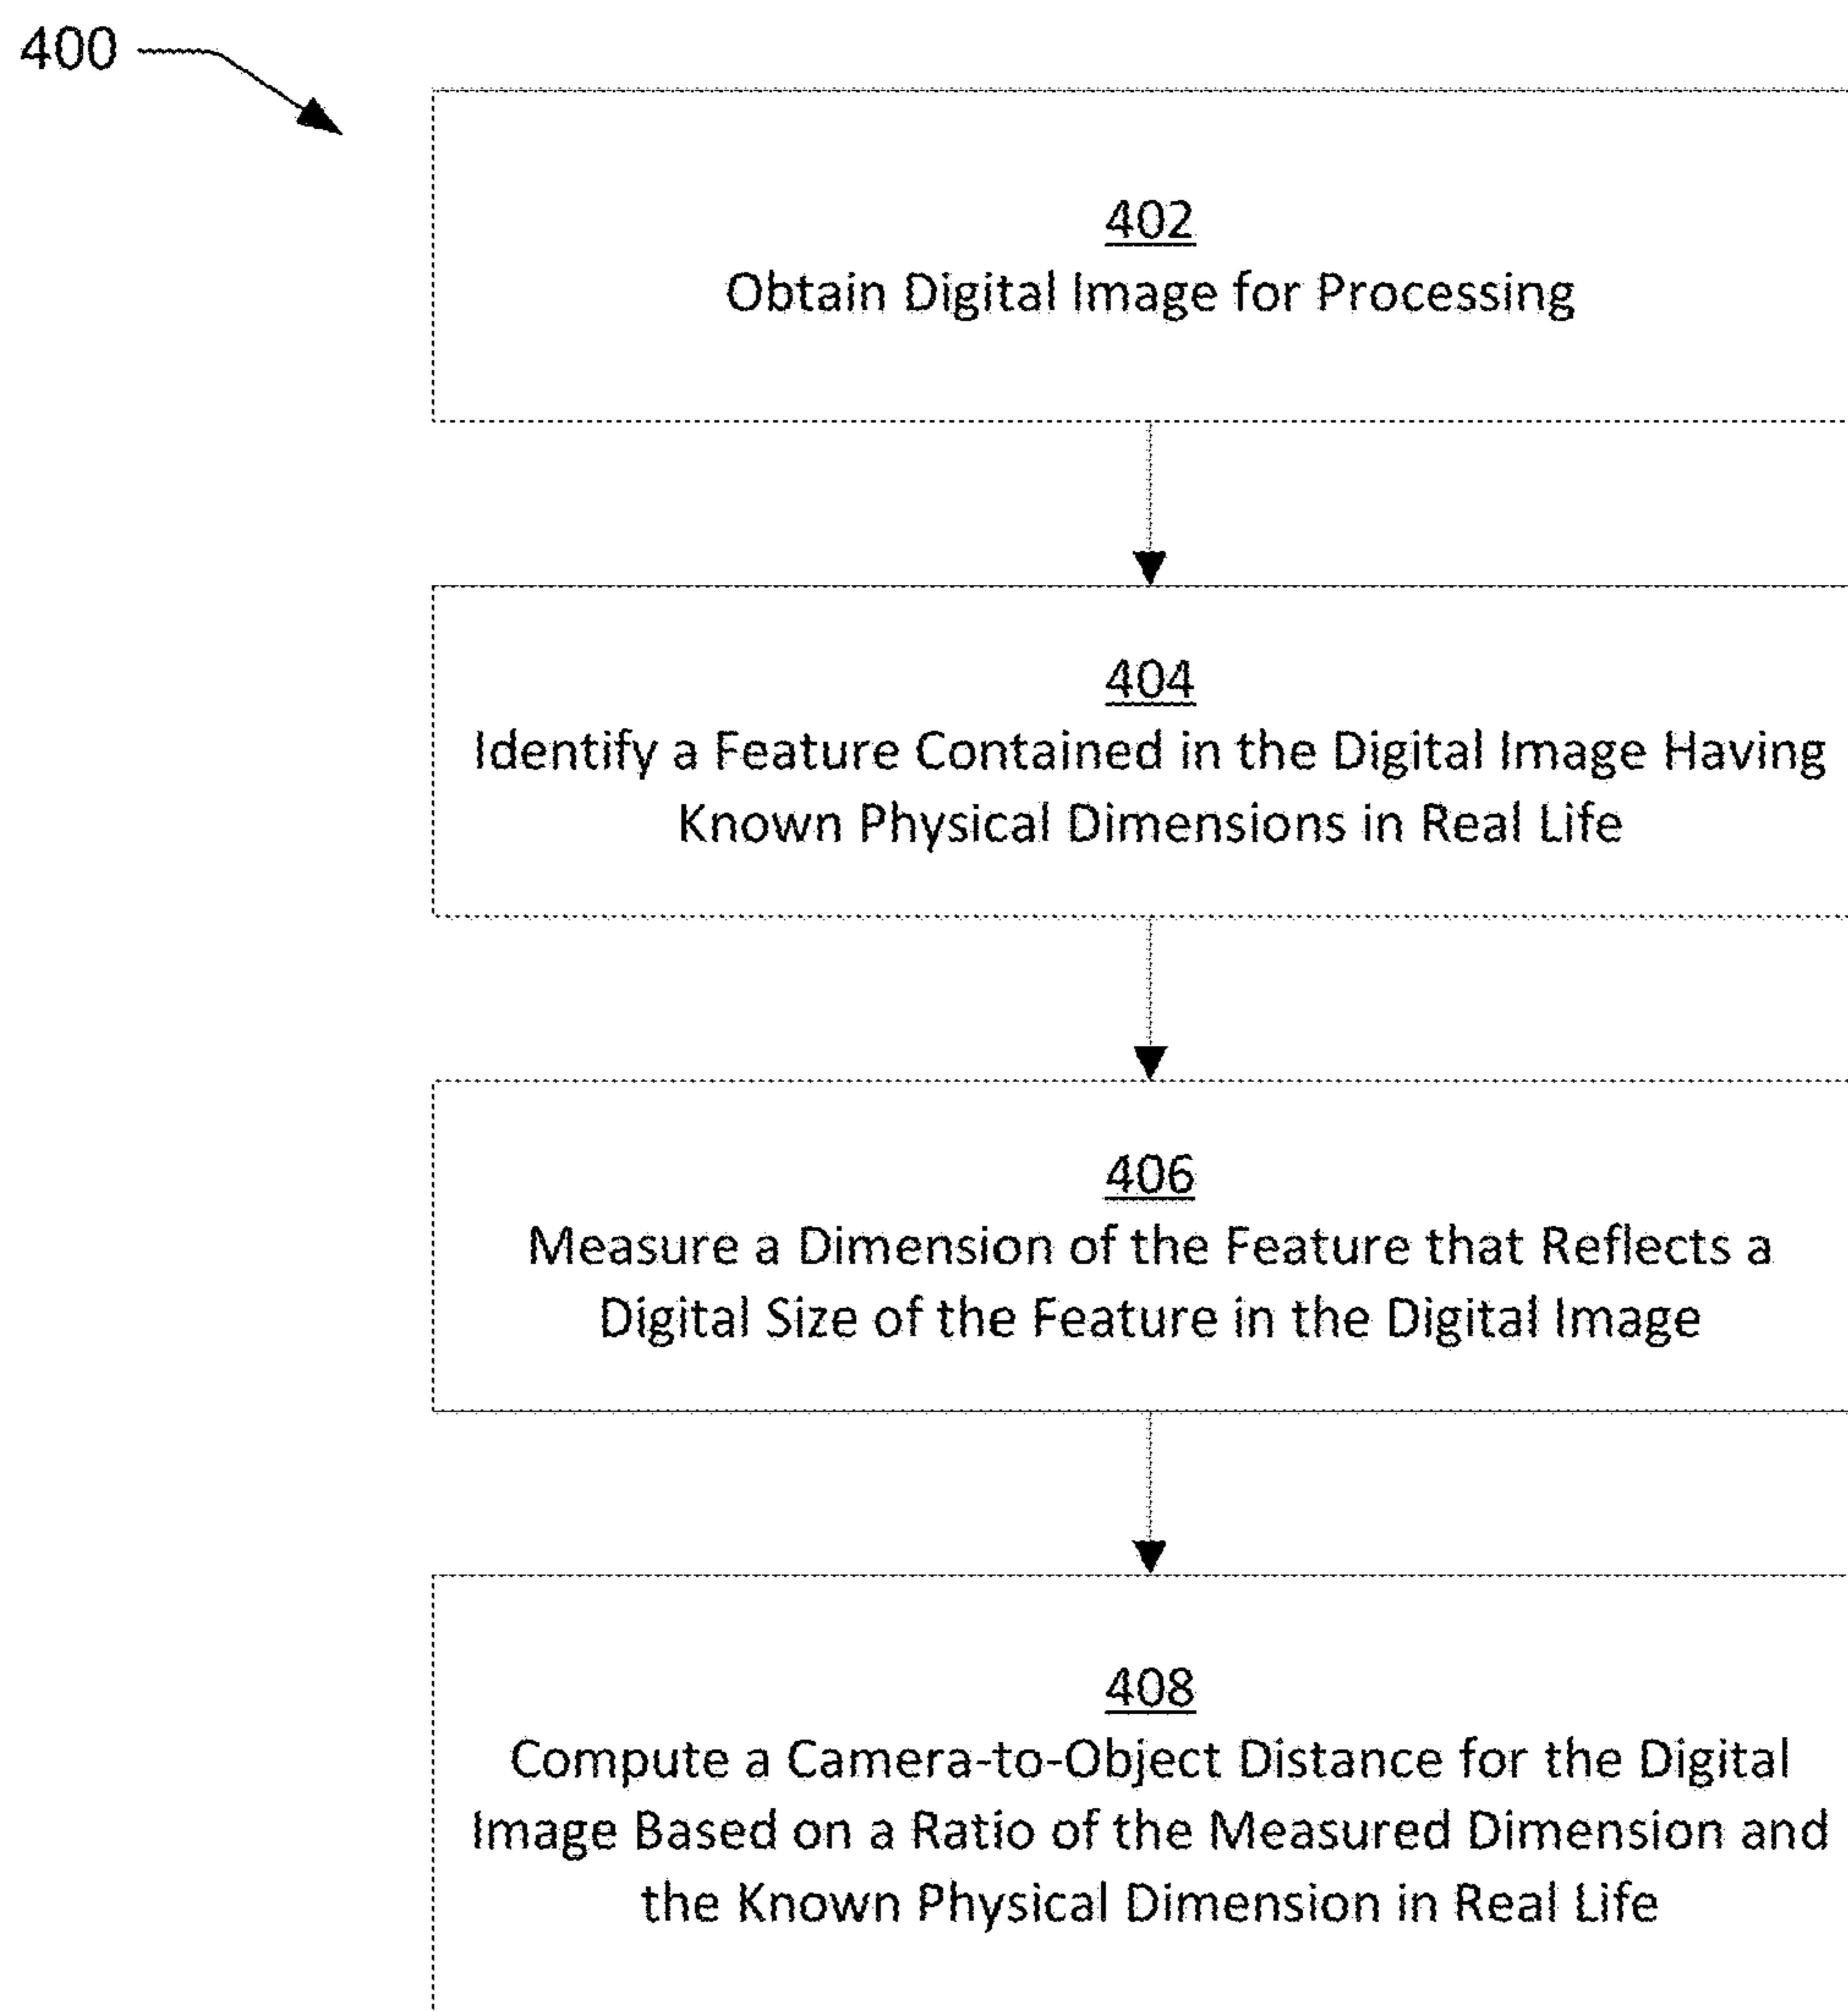 400
402
Obtain Digital Image for Processing
404
Identify a Feature Contained in the Digital Image Having
Known Physical Dimensions in Real Life
406
Measure a Dimension of the Feature that Reflects a
Digital Size of the Feature in the Digital Image
408
Compute a Camera-to-Object Distance for the Digital
Image Based on a Ratio of the Measured Dimension and
the Known Physical Dimension in Real Life